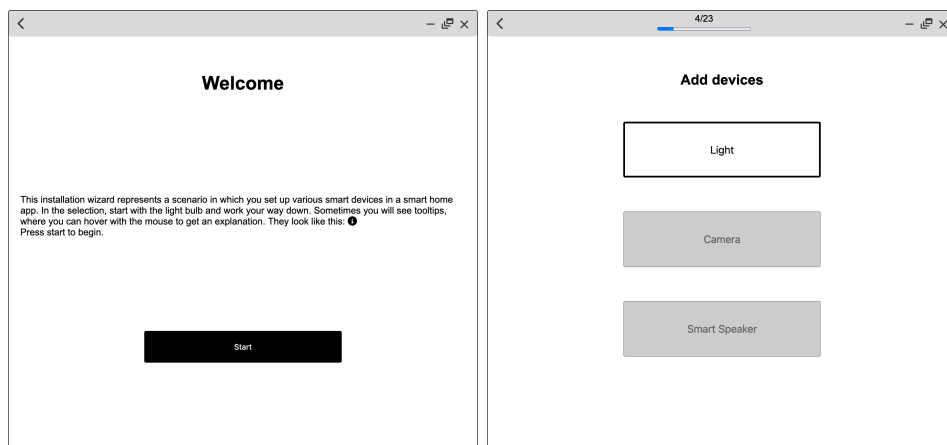 Welcome
This installation wizard represents a scenario in which you set up various smart devices in a smart home
app. In the selection, start with the light bulb and work your way down. Sometimes you will see tooltips,
where you can hover with the mouse to get an explanation. They look like this:
Press start to begin.
Start
4/23
Add devices
Light
Camera
Smart Speaker